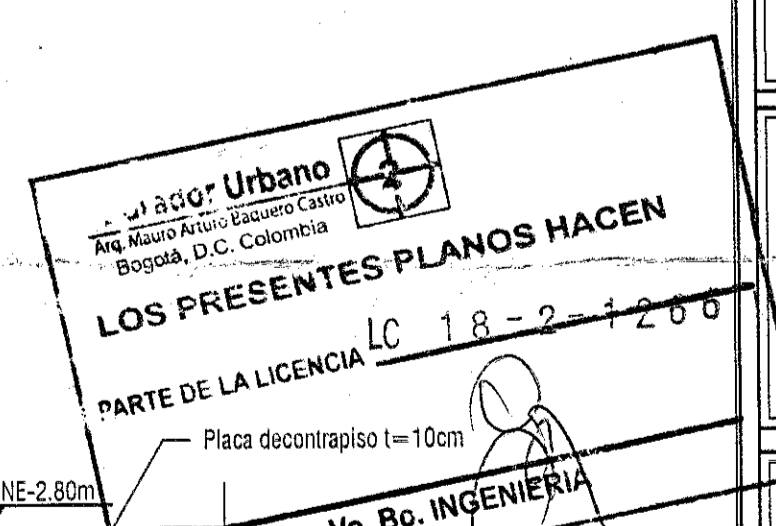 Urbano
2
Arq. Mauro Arturo Baquero Castro
Bogotá, D.C. Colombia
LOS PRESENTES PLANOS HACEN
PARTE DE LA LICENCIA LC 18-2-1266
Placa decontrapiso t=10cm
NE-2.80m
Vo. Bo. INGENIERIA